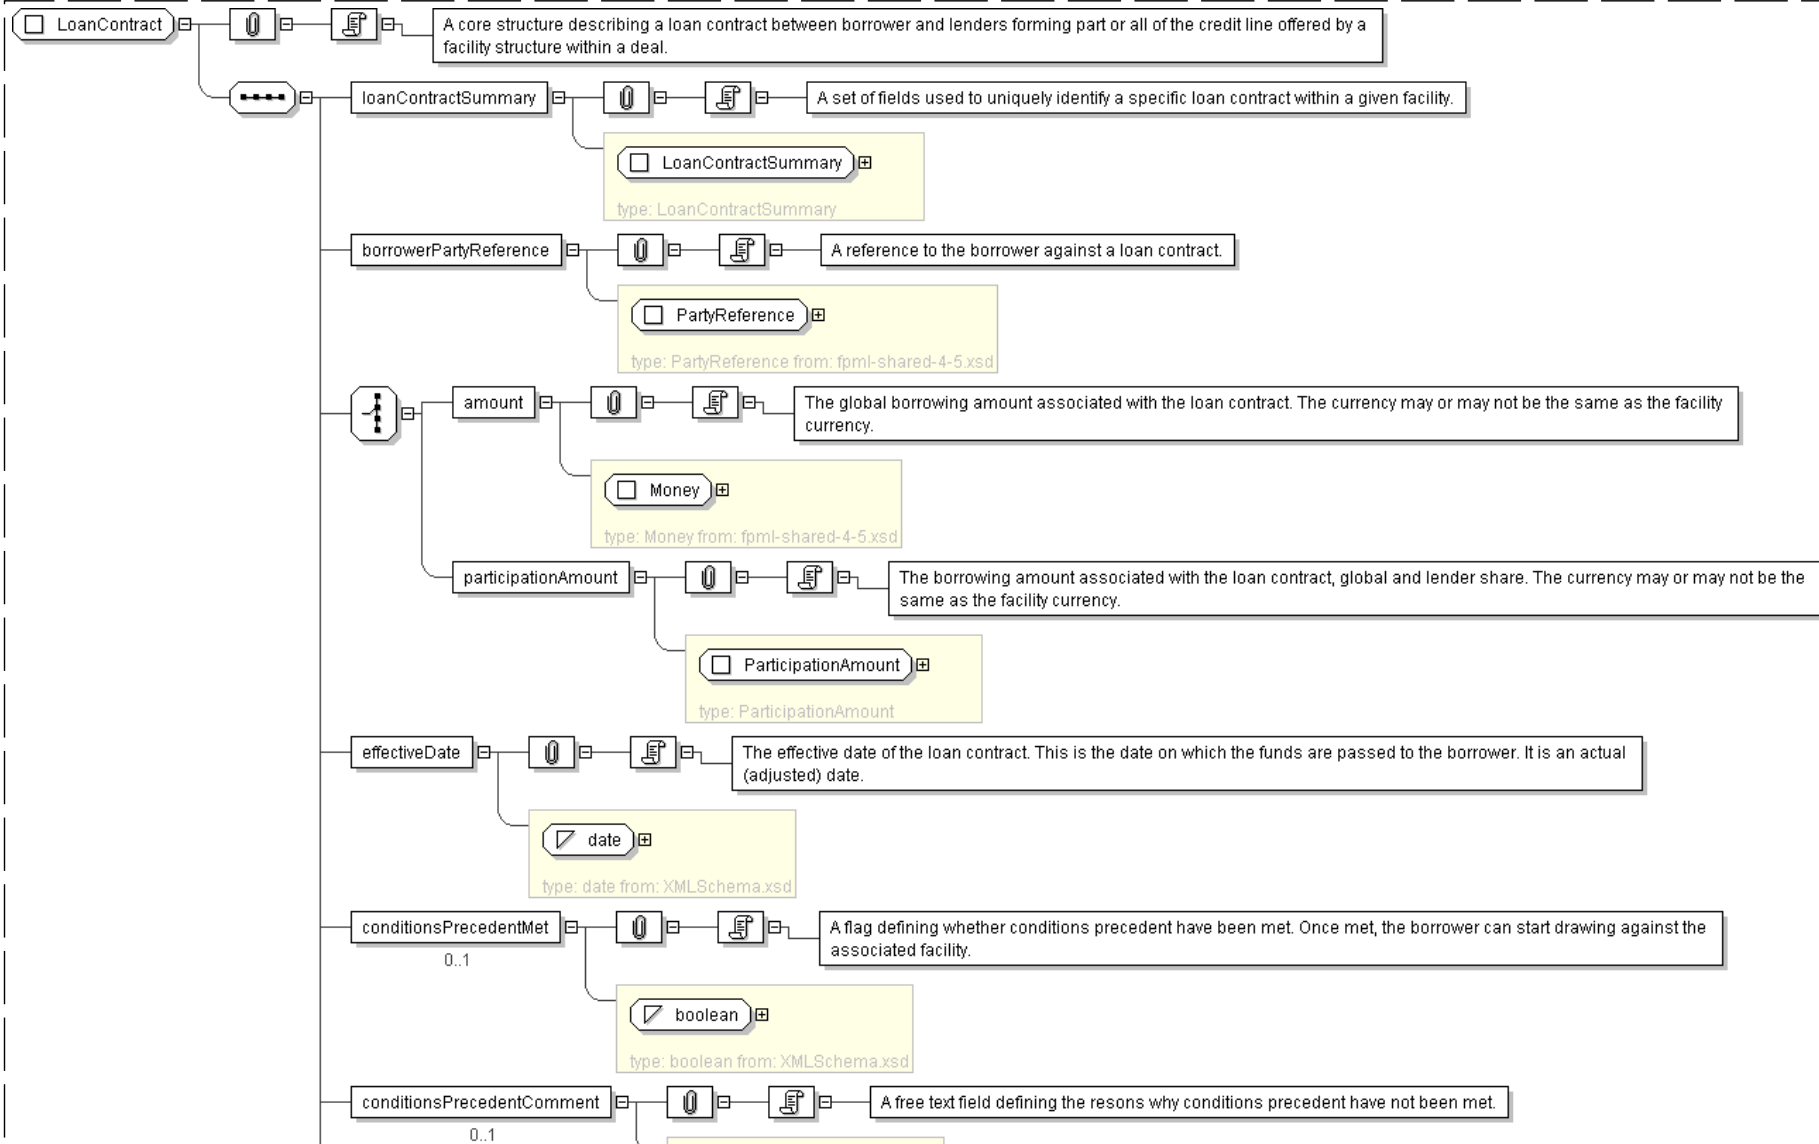 LoanContract
A core structure describing a loan contract between borrower and lenders forming part or all of the credit line offered by a
facility structure within a deal.
loanContractSummary
A set of fields used to uniquely identify a specific loan contract within a given facility.
LoanContractSummary
type: LoanContractSummary
borrowerPartyReference
A reference to the borrower against a loan contract.
PartyReference
type: PartyReference from: fpml-shared-4-5.xsd
amount
The global borrowing amount associated with the loan contract. The currency may or may not be the same as the facility
currency.
Money
type: Money from: fpml-shared-4-5.xsd
participationAmount
The borrowing amount associated with the loan contract, global and lender share. The currency may or may not be the
same as the facility currency.
ParticipationAmount
type: ParticipationAmount
effectiveDate
The effective date of the loan contract. This is the date on which the funds are passed to the borrower. It is an actual
(adjusted) date.
date
type: date from: XMLSchema.xsd
conditionsPrecedentMet
A flag defining whether conditions precedent have been met. Once met, the borrower can start drawing against the
associated facility.
0..1
boolean
type: boolean from: XMLSchema.xsd
conditionsPrecedentComment
A free text field defining the resons why conditions precedent have not been met.
0..1